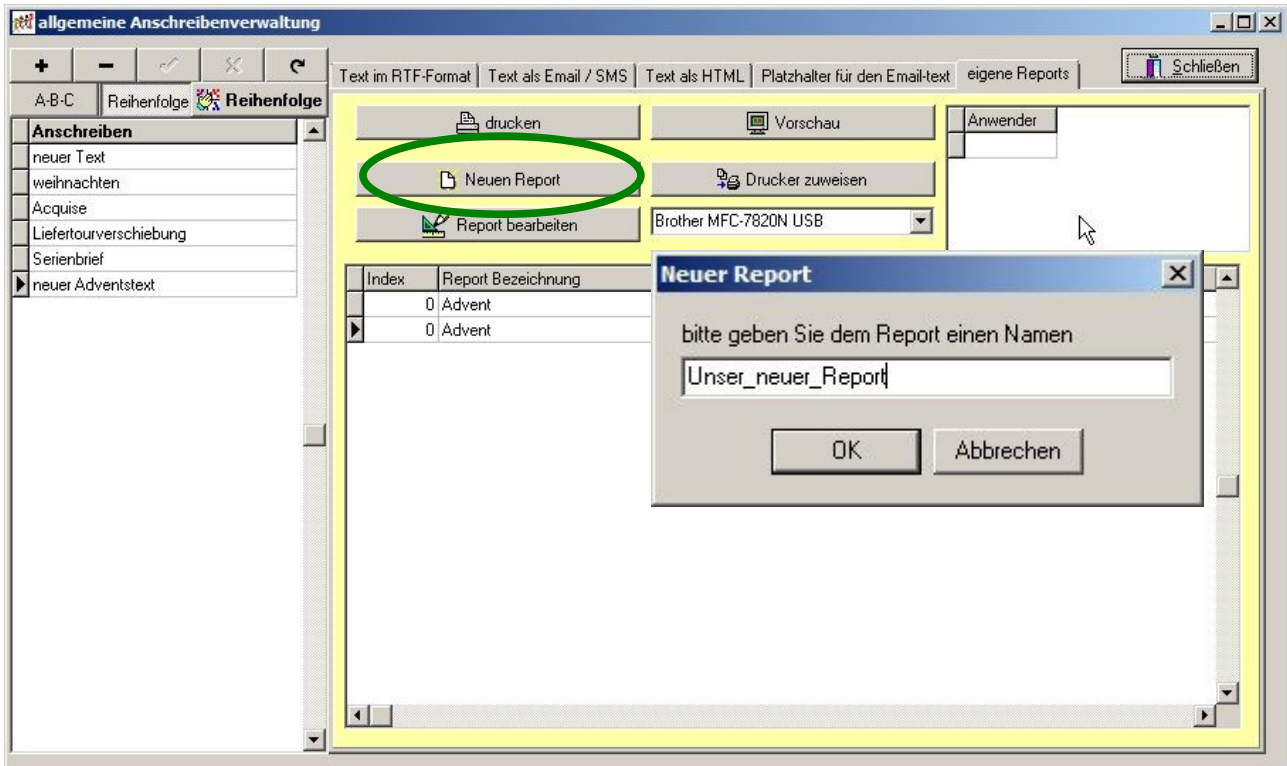 allgemeine Anschreibenverwaltung
Text im RTF-Format Text als Email / SMS Text als HTML Platzhalter für den Email-text eigene Reports
Schließen
A-B-C Reihenfolge Reihenfolge
Anschreiben
neuer Text
weihnachten
Acquise
Liefertourverschiebung
Serienbrief
neuer Adventstext
drucken Vorschau
Neuen Report Drucker zuweisen
Report bearbeiten Brother MFC-7820N USB
Anwender
Index Report Bezeichnung
0 Advent
0 Advent
Neuer Report
bitte geben Sie dem Report einen Namen
Unser_neuer_Report
OK Abbrechen